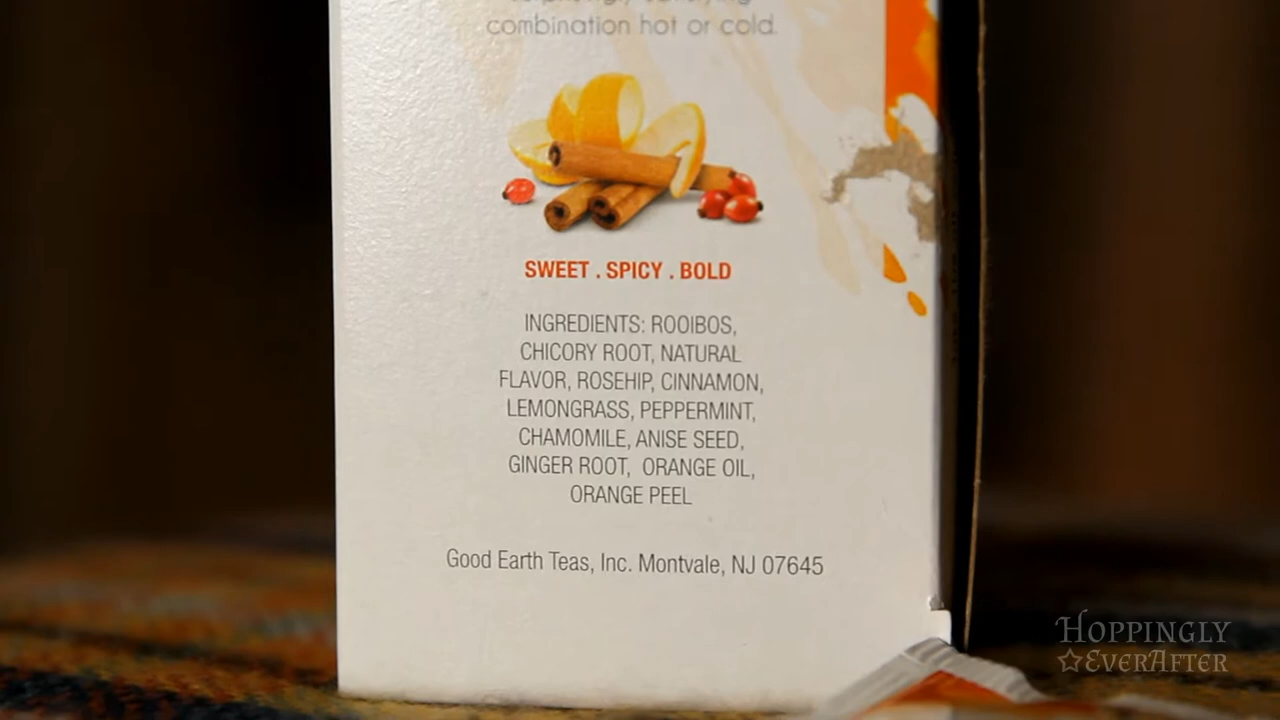 combination hot or cold.
SWEET . SPICY . BOLD
INGREDIENTS: ROOIBOS,
CHICORY ROOT, NATURAL
FLAVOR, ROSEHIP, CINNAMON,
LEMONGRASS, PEPPERMINT,
CHAMOMILE, ANISE SEED,
GINGER ROOT, ORANGE OIL,
ORANGE PEEL
Good Earth Teas, Inc. Montvale, NJ 07645
HOPPINGLY
EVERAFTER